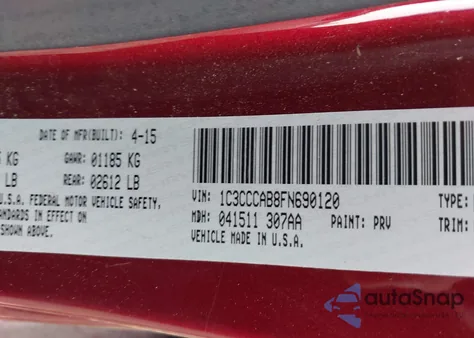 DATE OF MFR(BUILT): 4-15
KG GAWR: 01185 KG
LB REAR: 02612 LB
U.S.A. FEDERAL MOTOR VEHICLE SAFETY,
ANDARDS IN EFFECT ON
SHOWN ABOVE.
VIN: 1C3CCCAB8FN690120 TYPE:
MDH: 041511 307AA PAINT: PRV TRIM:
VEHICLE MADE IN U.S.A.
autoSnap